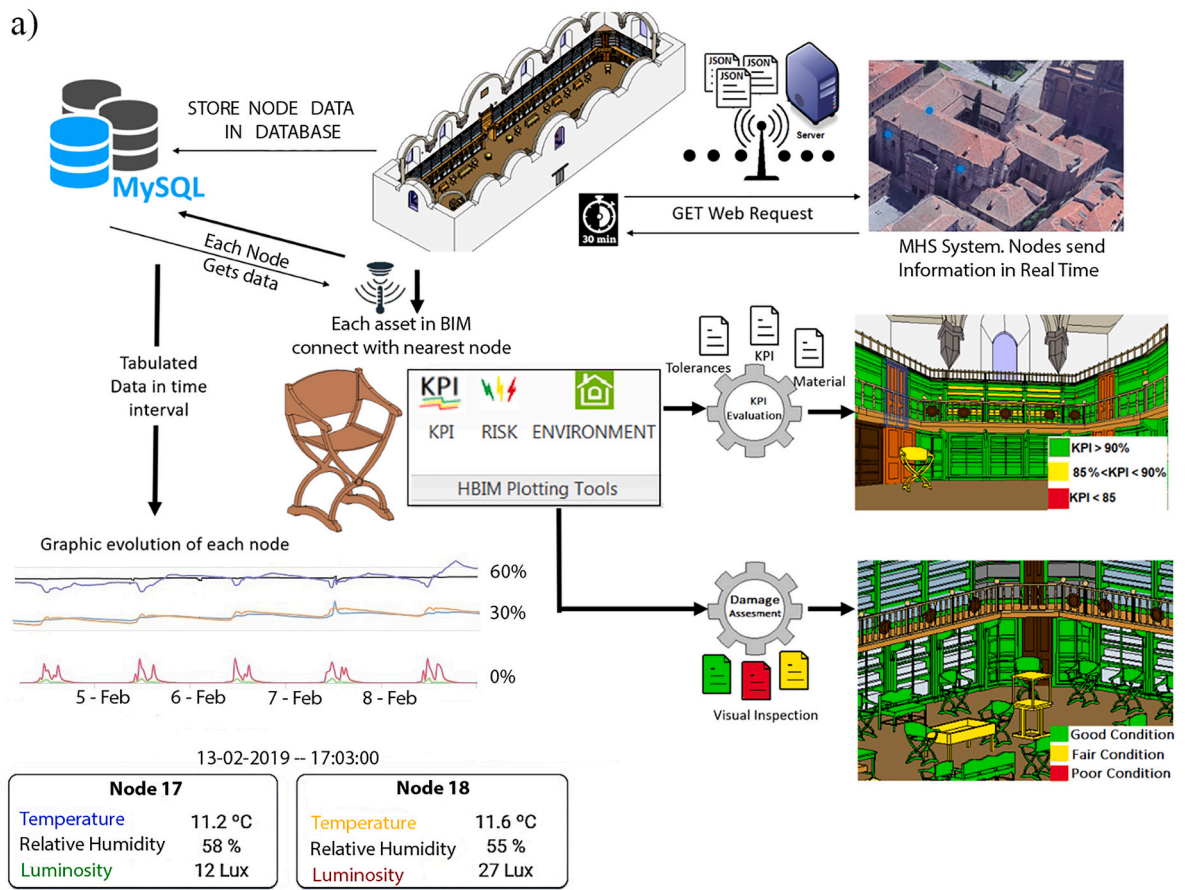 a)
STORE NODE DATA
IN DATABASE
MySQL
JSON
JSON
JSON
Server
30 min
GET Web Request
MHS System. Nodes send
Information in Real Time
Each Node
Gets data
Each asset in BIM
connect with nearest node
Tabulated
Data in time
interval
KPI
KPI
RISK
ENVIRONMENT
HBIM Plotting Tools
Tolerances
KPI
Material
KPI
Evaluation
KPI > 90%
85%<KPI < 90%
KPI < 85
Graphic evolution of each node
60%
30%
0%
5 - Feb
6 - Feb
7 - Feb
8 - Feb
Damage
Assesment
Visual Inspection
Good Condition
Fair Condition
Poor Condition
13-02-2019 -- 17:03:00
Node 17
Temperature 11.2 ºC
Relative Humidity 58 %
Luminosity 12 Lux
Node 18
Temperature 11.6 ºC
Relative Humidity 55 %
Luminosity 27 Lux